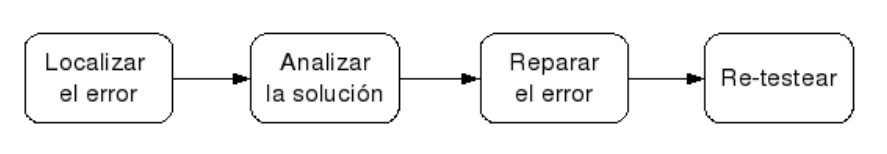 Localizar
el error
Analizar
la solución
Reparar
el error
Re-testear